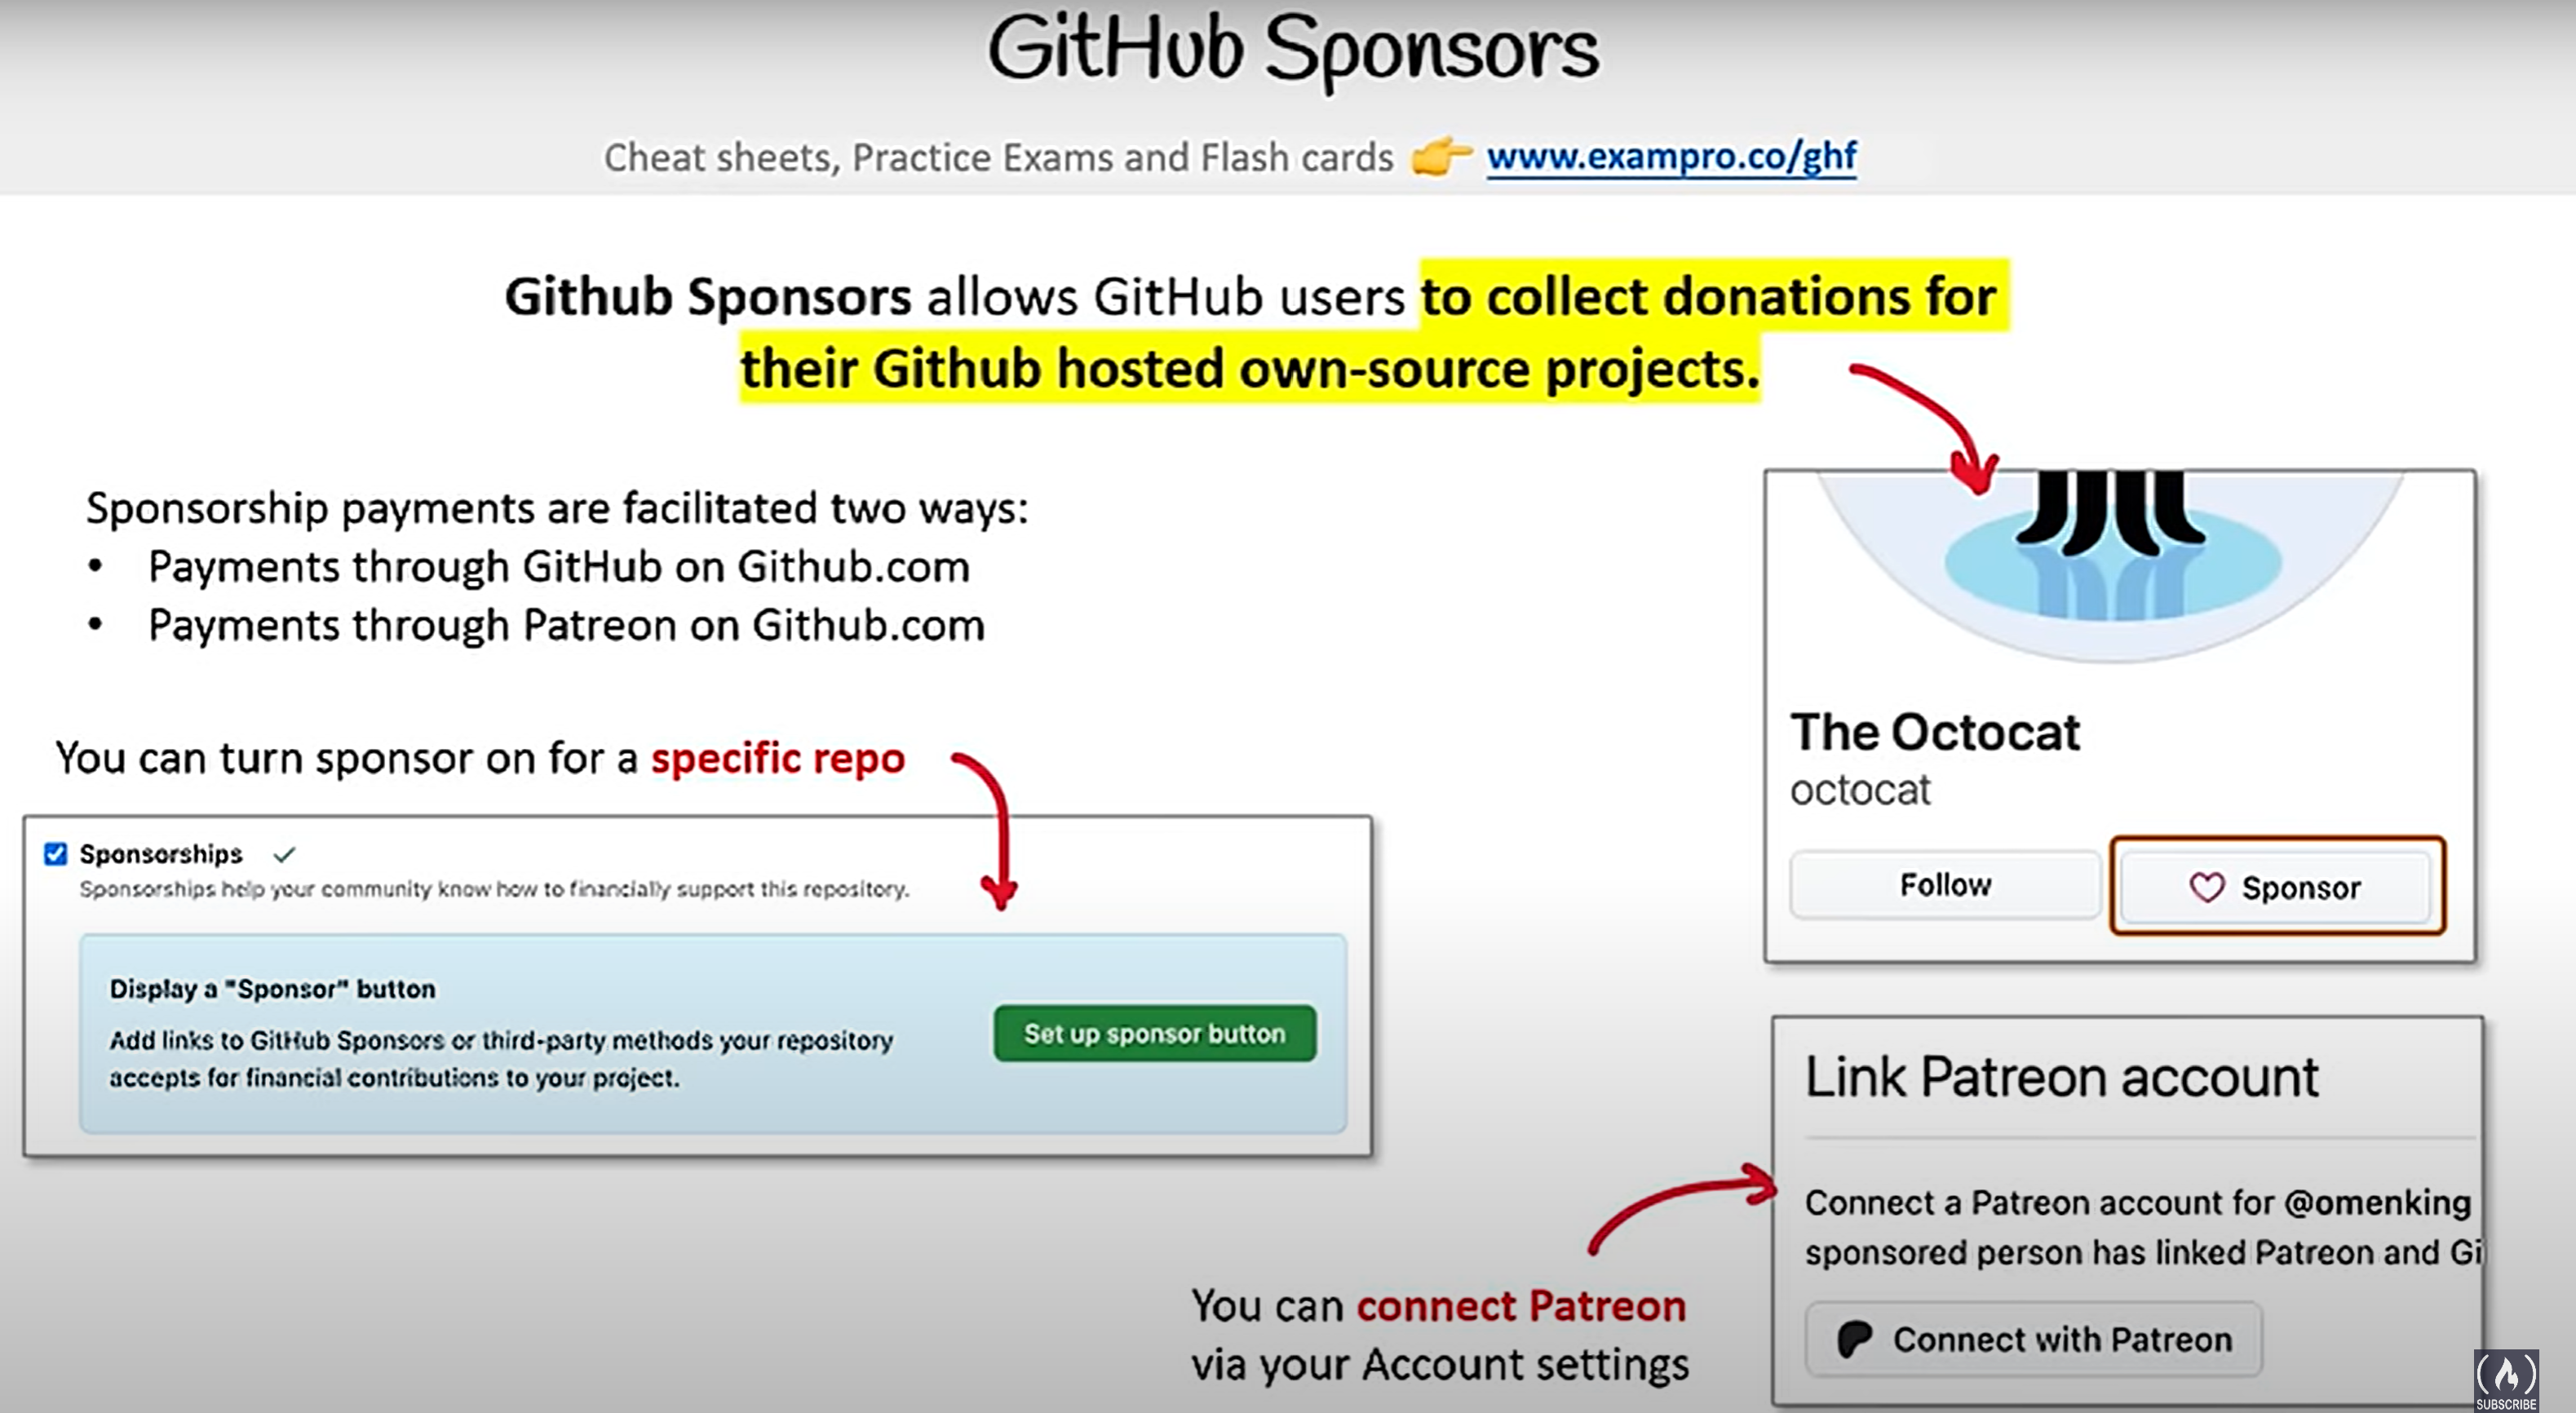 GitHub Sponsors
Cheat sheets, Practice Exams and Flash cards 👉 www.exampro.co/ghf
Github Sponsors allows GitHub users to collect donations for
their Github hosted own-source projects.
Sponsorship payments are facilitated two ways:
• Payments through GitHub on Github.com
• Payments through Patreon on Github.com
You can turn sponsor on for a specific repo
Sponsorships
Sponsorships help your community know how to financially support this repository.
Display a "Sponsor" button
Add links to GitHub Sponsors or third-party methods your repository
accepts for financial contributions to your project.
Set up sponsor button
The Octocat
octocat
Follow
Sponsor
You can connect Patreon
via your Account settings
Link Patreon account
Connect a Patreon account for @omenking
sponsored person has linked Patreon and Gi
Connect with Patreon
SUBSCRIBE